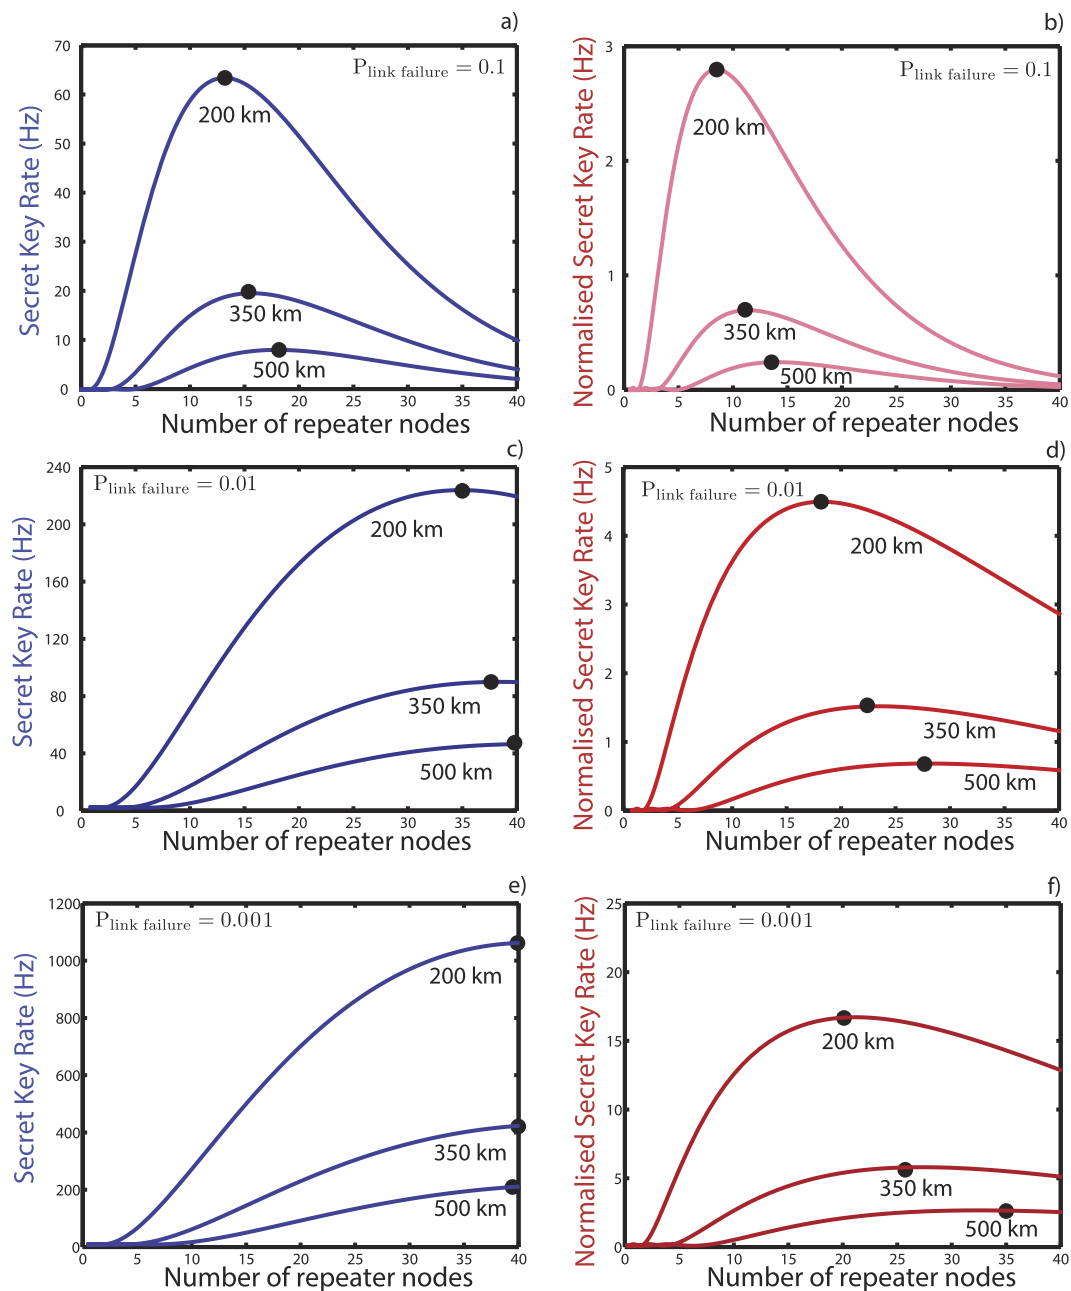 a)
Secret Key Rate (Hz)
70
60
50
40
30
20
10
0
P link failure = 0.1
200 km
350 km
500 km
0 5 10 15 20 25 30 35 40
Number of repeater nodes
b)
Normalised Secret Key Rate (Hz)
3
2
1
0
P link failure = 0.1
200 km
350 km
500 km
0 5 10 15 20 25 30 35 40
Number of repeater nodes
c)
Secret Key Rate (Hz)
240
200
160
120
80
40
0
P link failure = 0.01
200 km
350 km
500 km
0 5 10 15 20 25 30 35 40
Number of repeater nodes
d)
Normalised Secret Key Rate (Hz)
5
4
3
2
1
0
P link failure = 0.01
200 km
350 km
500 km
0 5 10 15 20 25 30 35 40
Number of repeater nodes
e)
Secret Key Rate (Hz)
1200
1000
800
600
400
200
0
P link failure = 0.001
200 km
350 km
500 km
0 5 10 15 20 25 30 35 40
Number of repeater nodes
f)
Normalised Secret Key Rate (Hz)
25
20
15
10
5
0
P link failure = 0.001
200 km
350 km
500 km
0 5 10 15 20 25 30 35 40
Number of repeater nodes